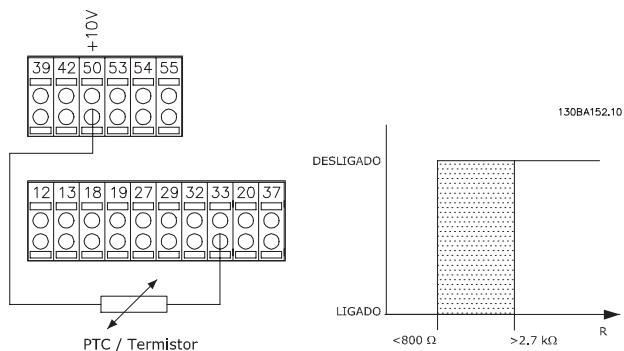 +10V
39 42 50 53 54 55
130BA152.10
DESLIGADO
12 13 18 19 27 29 32 33 20 37
LIGADO
<800 Ω >2.7 kΩ R
PTC / Termistor